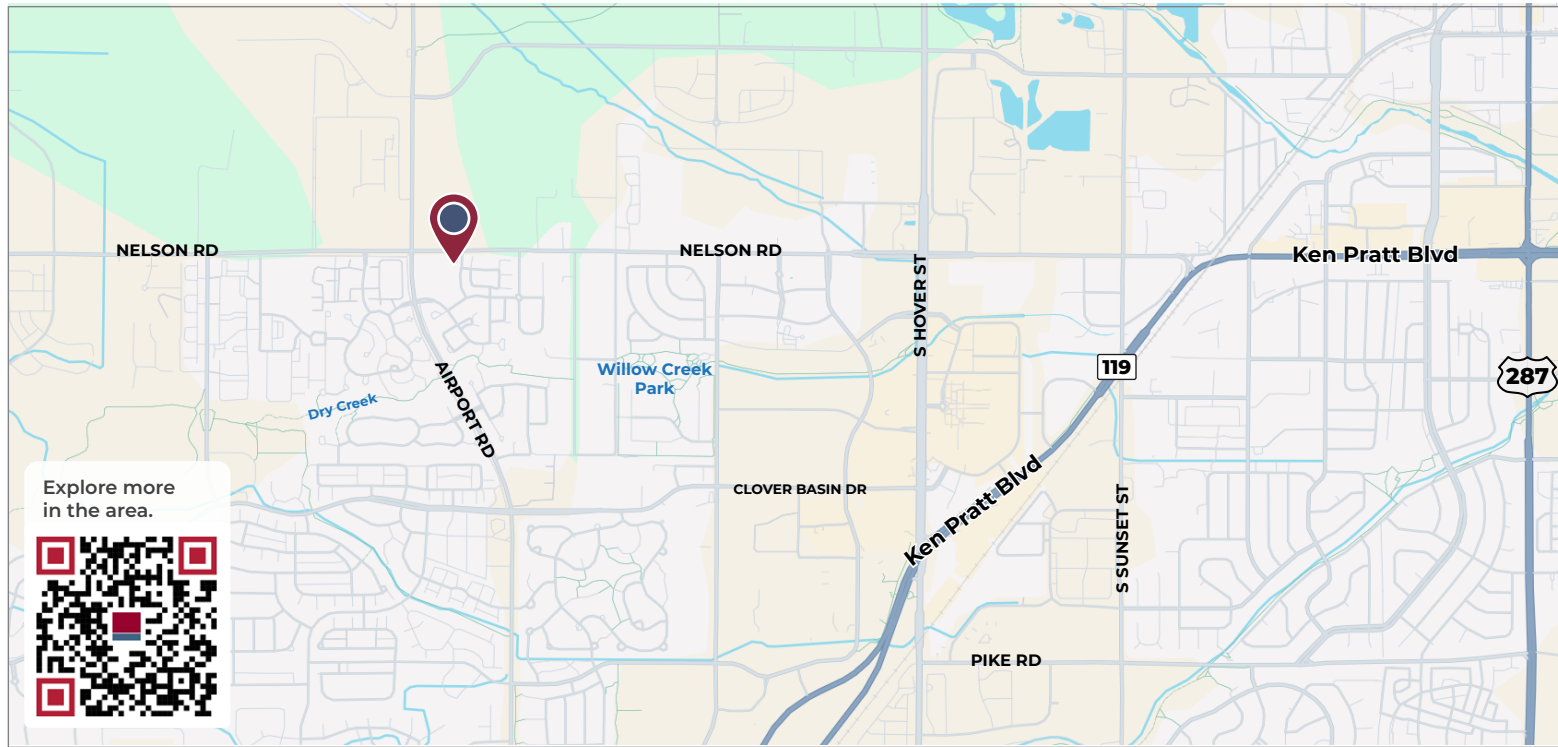 NELSON RD
NELSON RD
Ken Pratt Blvd
S HOVER ST
119
287
Willow Creek
Park
AIRPORT RD
Dry Creek
CLOVER BASIN DR
Ken Pratt Blvd
S SUNSET ST
Explore more
in the area.
PIKE RD